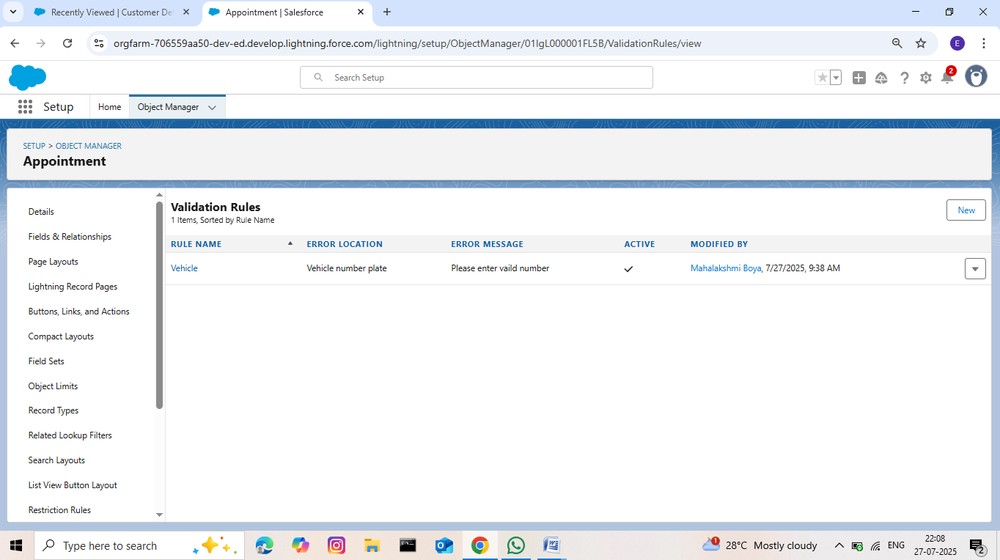 Recently Viewed | Customer De
Appointment | Salesforce
orgfarm-706559aa50-dev-ed.develop.lightning.force.com/lightning/setup/ObjectManager/01IgL000001FL5B/ValidationRules/view
E
Search Setup
2
Setup
Home
Object Manager
SETUP > OBJECT MANAGER
Appointment
Details
Fields & Relationships
Page Layouts
Lightning Record Pages
Buttons, Links, and Actions
Compact Layouts
Field Sets
Object Limits
Record Types
Related Lookup Filters
Search Layouts
List View Button Layout
Restriction Rules
Validation Rules
1 Items, Sorted by Rule Name
New
RULE NAME ERROR LOCATION ERROR MESSAGE ACTIVE MODIFIED BY
Vehicle Vehicle number plate Please enter vaild number Mahalakshmi Boya, 7/27/2025, 9:38 AM
Type here to search
1
28°C Mostly cloudy
ENG
22:08
27-07-2025
2